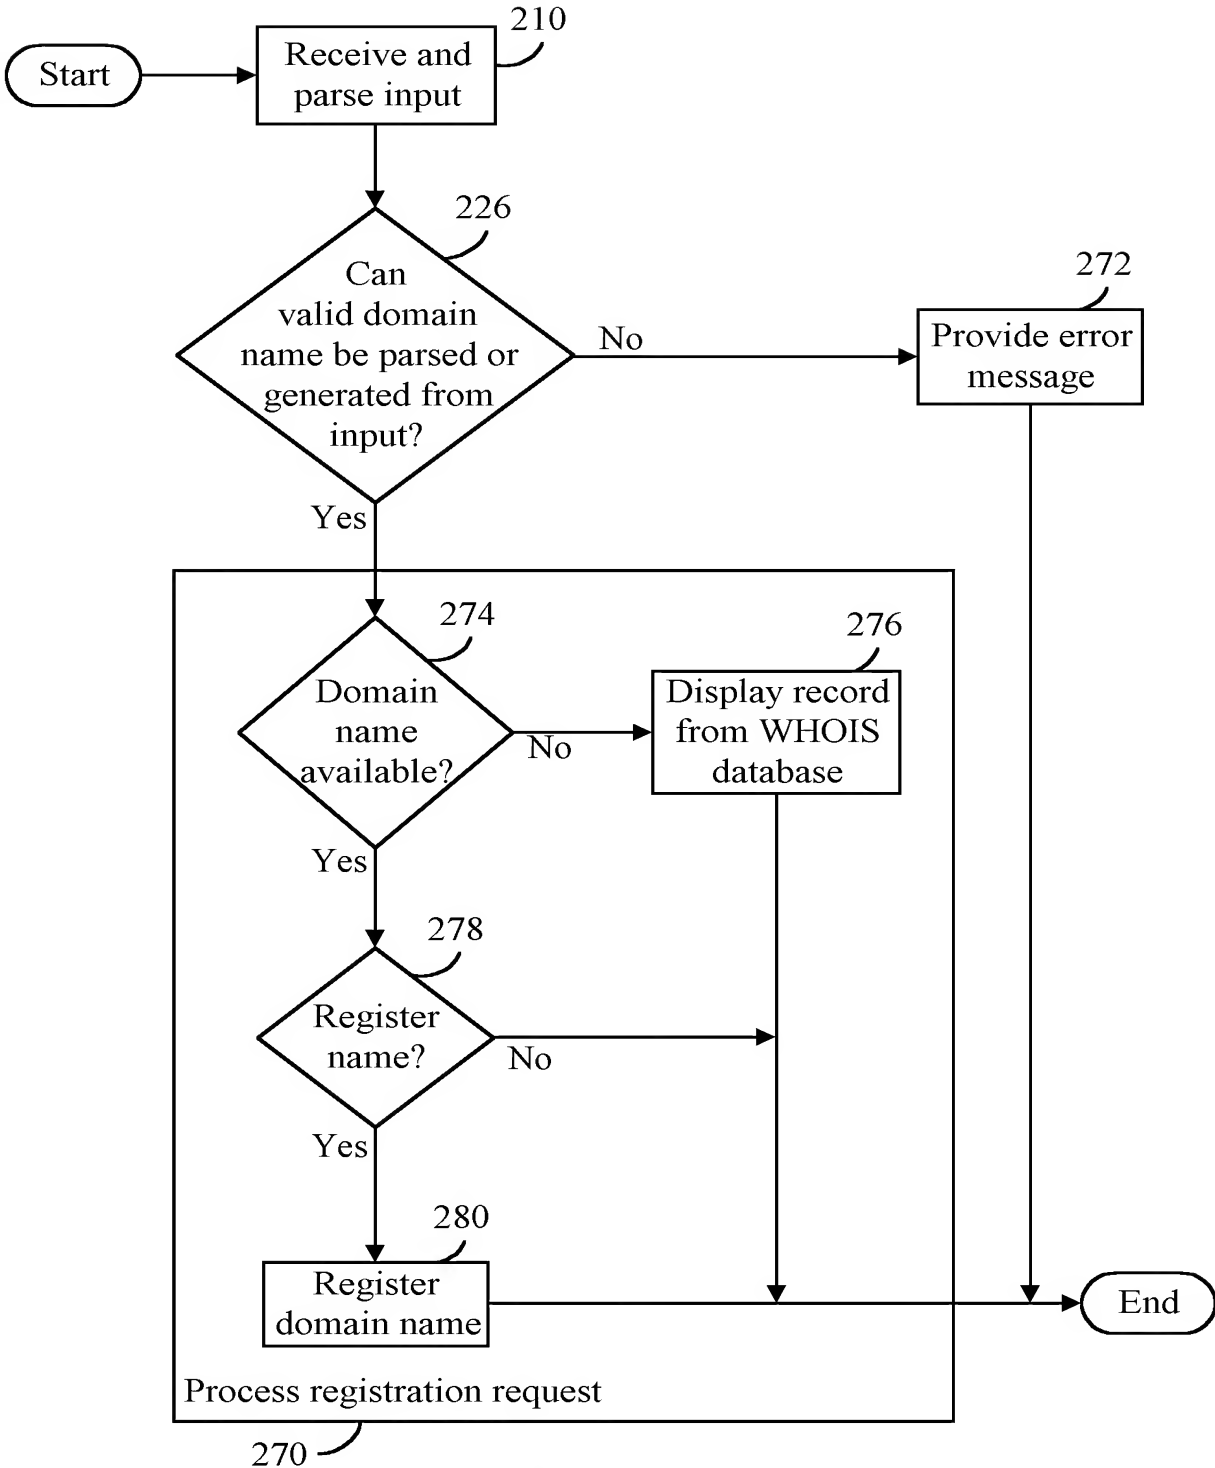 210
Start
Receive and
parse input
226
Can
valid domain
name be parsed or
generated from
input?
No
272
Provide error
message
Yes
274
Domain
name
available?
No
276
Display record
from WHOIS
database
Yes
278
Register
name?
No
Yes
280
Register
domain name
End
Process registration request
270